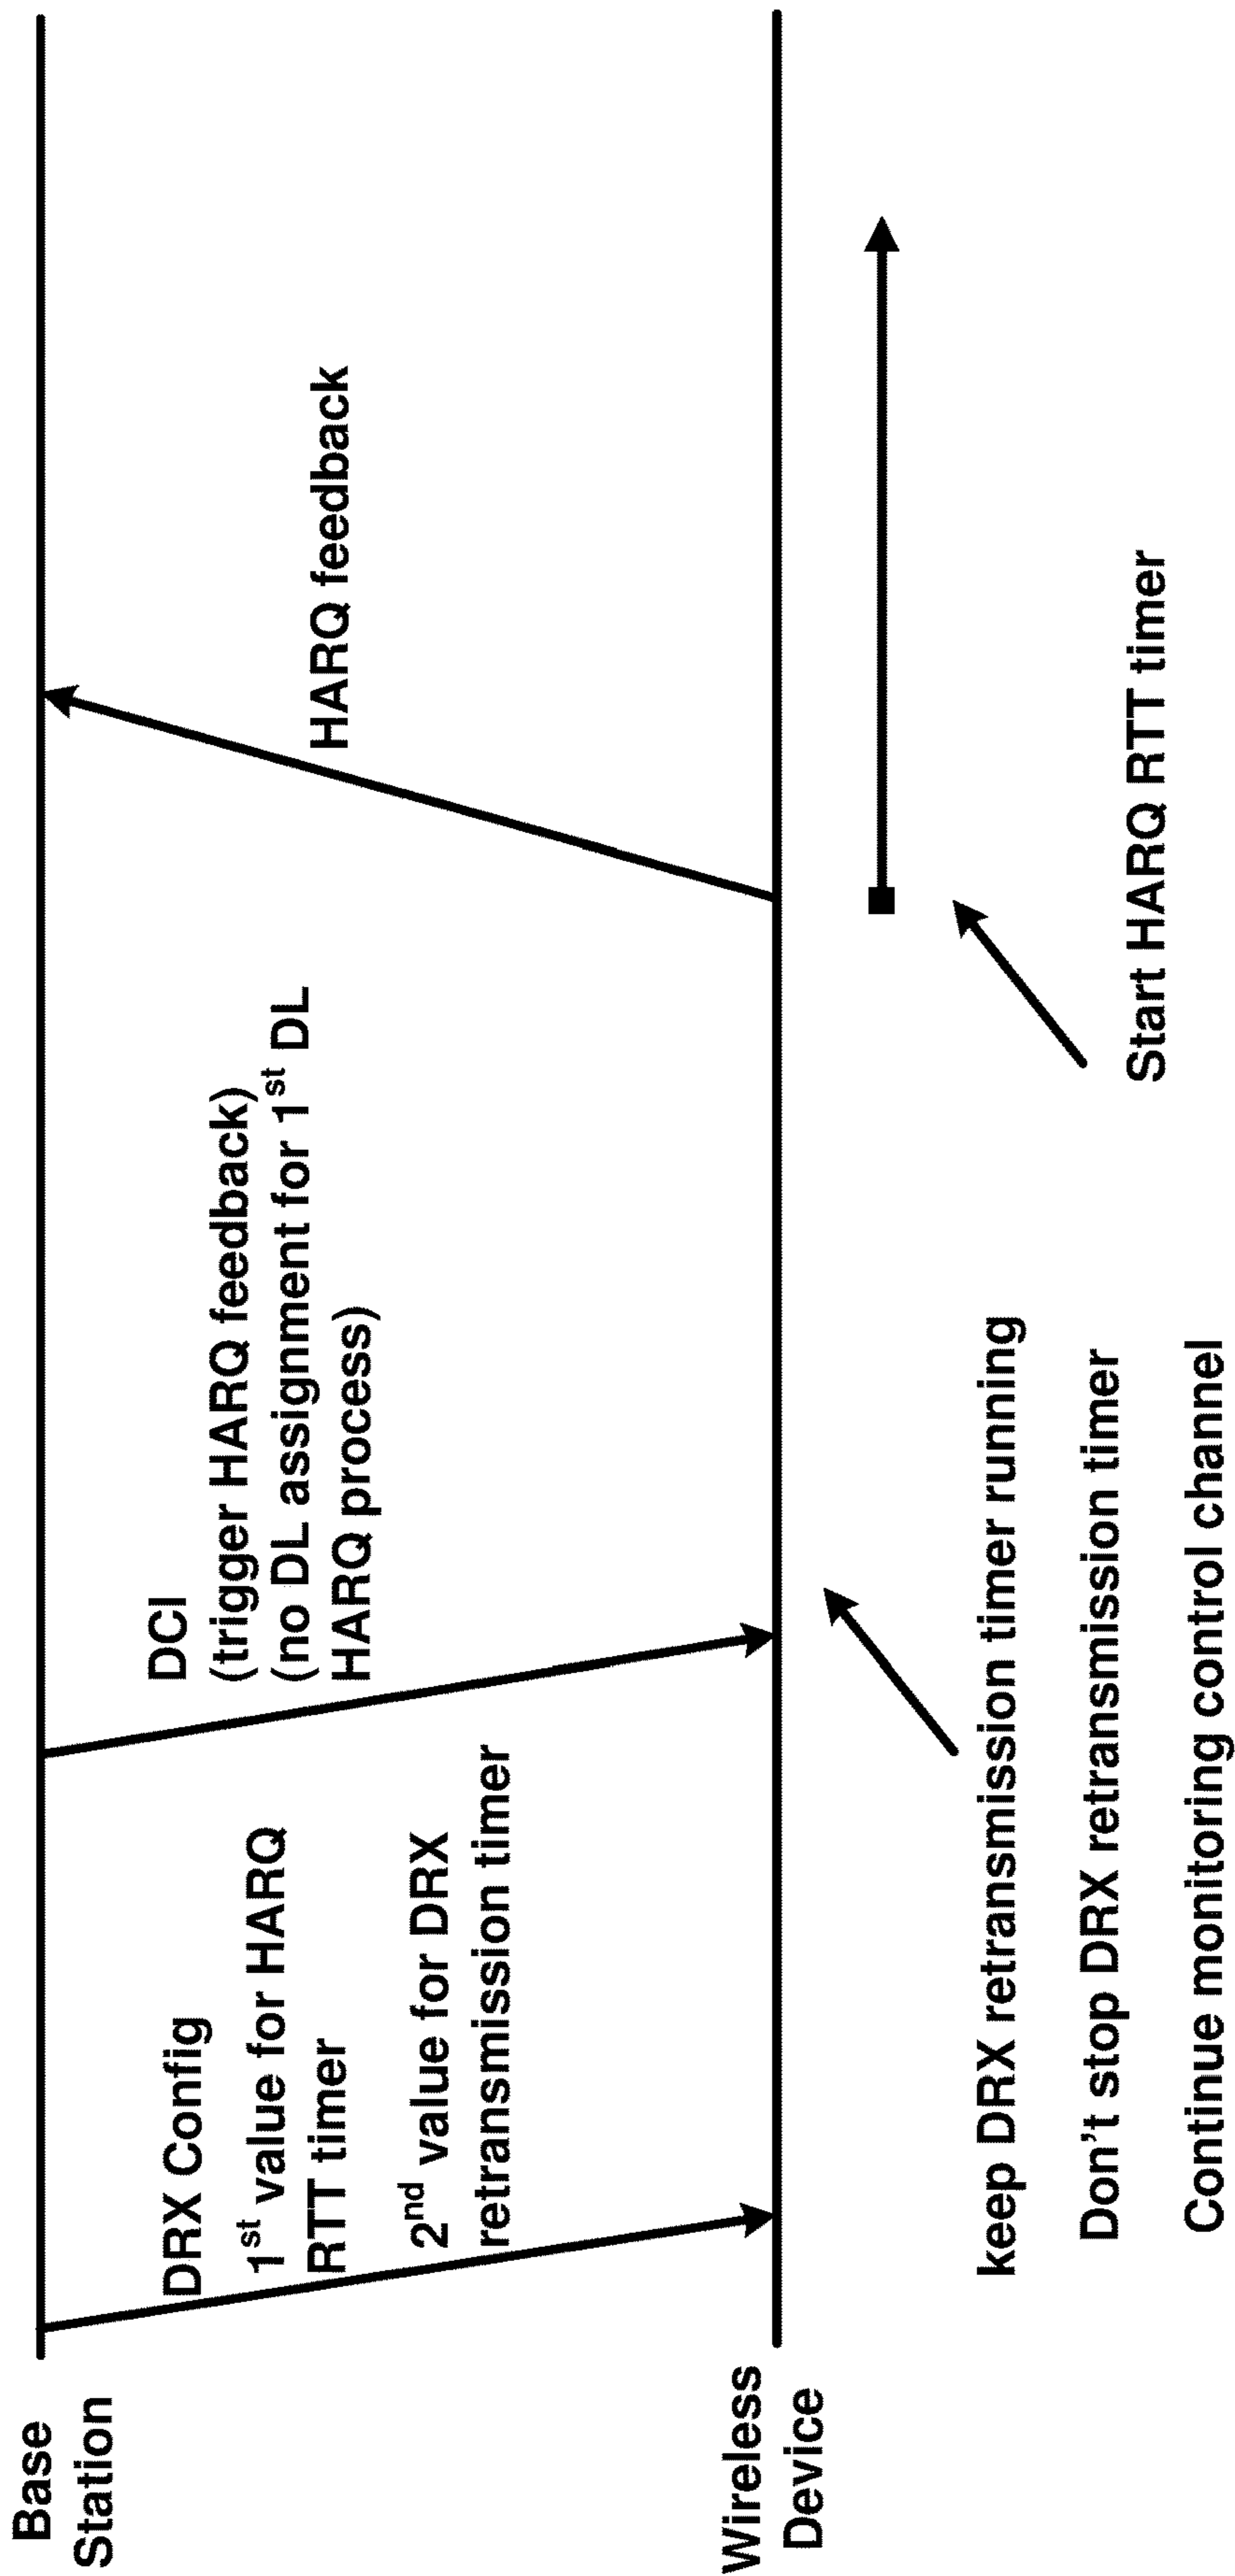 Base
Station
DRX Config
1st value for HARQ
RTT timer
2nd value for DRX
retransmission timer
DCI
(trigger HARQ feedback)
(no DL assignment for 1st DL
HARQ process)
HARQ feedback
Wireless
Device
keep DRX retransmission timer running
Don't stop DRX retransmission timer
Continue monitoring control channel
Start HARQ RTT timer